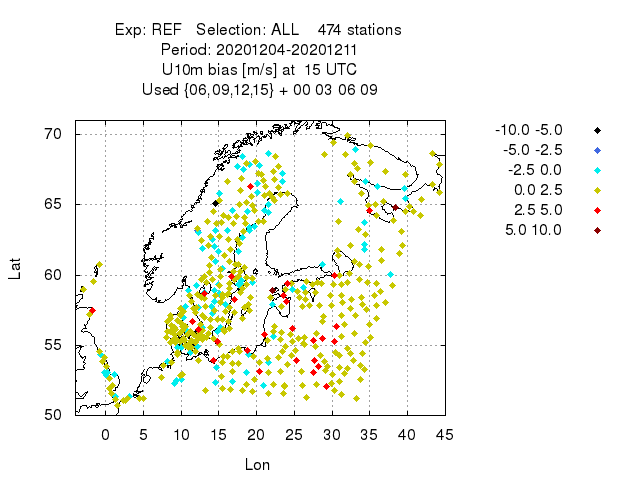 Exp: REF   Selection: ALL    474 stations
Period: 20201204-20201211
U10m bias [m/s] at  15 UTC
Used {06,09,12,15} + 00 03 06 09
-10.0 -5.0
-5.0 -2.5
-2.5 0.0
0.0 2.5
2.5 5.0
5.0 10.0
70
65
60
55
50
Lat
0 5 10 15 20 25 30 35 40 45
Lon